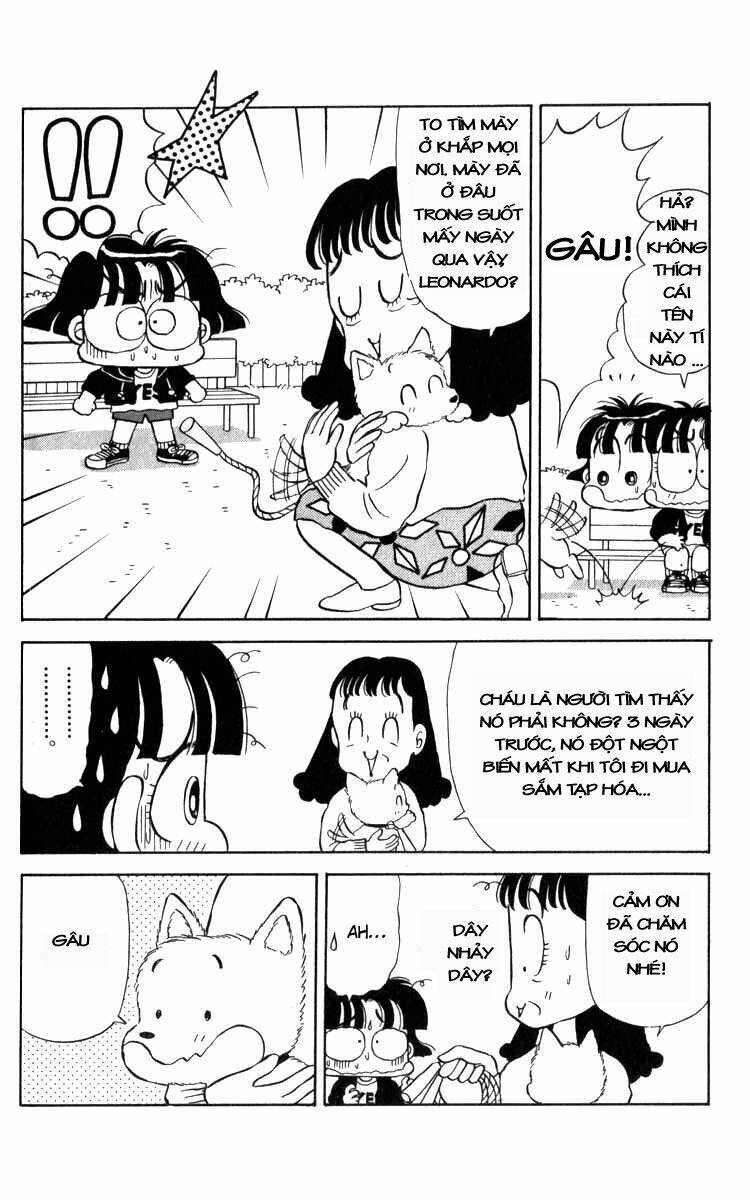 HẢ?
MÌNH
KHÔNG
THÍCH
CÁI
TÊN
NÀY TÍ
NÀO ...
GÂU!
TO TÌM MÀY
Ở KHẮP MỌI
NƠI. MÀY ĐÃ
Ở ĐÂU
TRONG SUỐT
MẤY NGÀY
QUA VẬY,
LEONARDO?
!!
YES
YE
CHÁU LÀ NGƯỜI TÌM THẤY
NÓ PHẢI KHÔNG? 3 NGÀY
TRƯỚC, NÓ ĐỘT NGỘT
BIẾN MẤT KHI TÔI ĐI MUA
SẮM TẠP HÓA...
..........
CẢM ƠN
ĐÃ CHĂM
SÓC NÓ
NHÉ!
DÂY
NHẢY
DÂY?
AH...
YE
GÂU